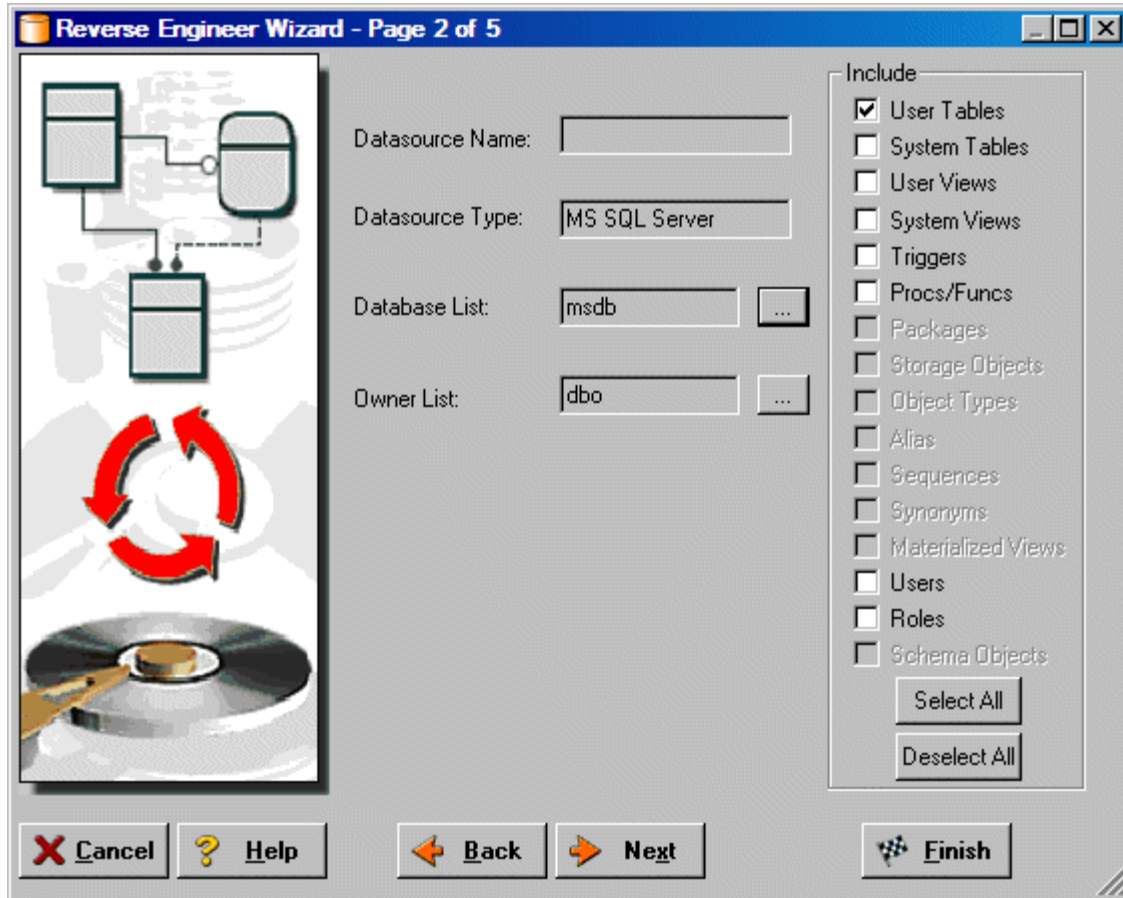 Reverse Engineer Wizard - Page 2 of 5
Datasource Name:
Datasource Type: MS SQL Server
Database List: msdb ...
Owner List: dbo ...
Include
User Tables
System Tables
User Views
System Views
Triggers
Procs/Funcs
Packages
Storage Objects
Object Types
Alias
Sequences
Synonyms
Materialized Views
Users
Roles
Schema Objects
Select All
Deselect All
Cancel Help Back Next Finish